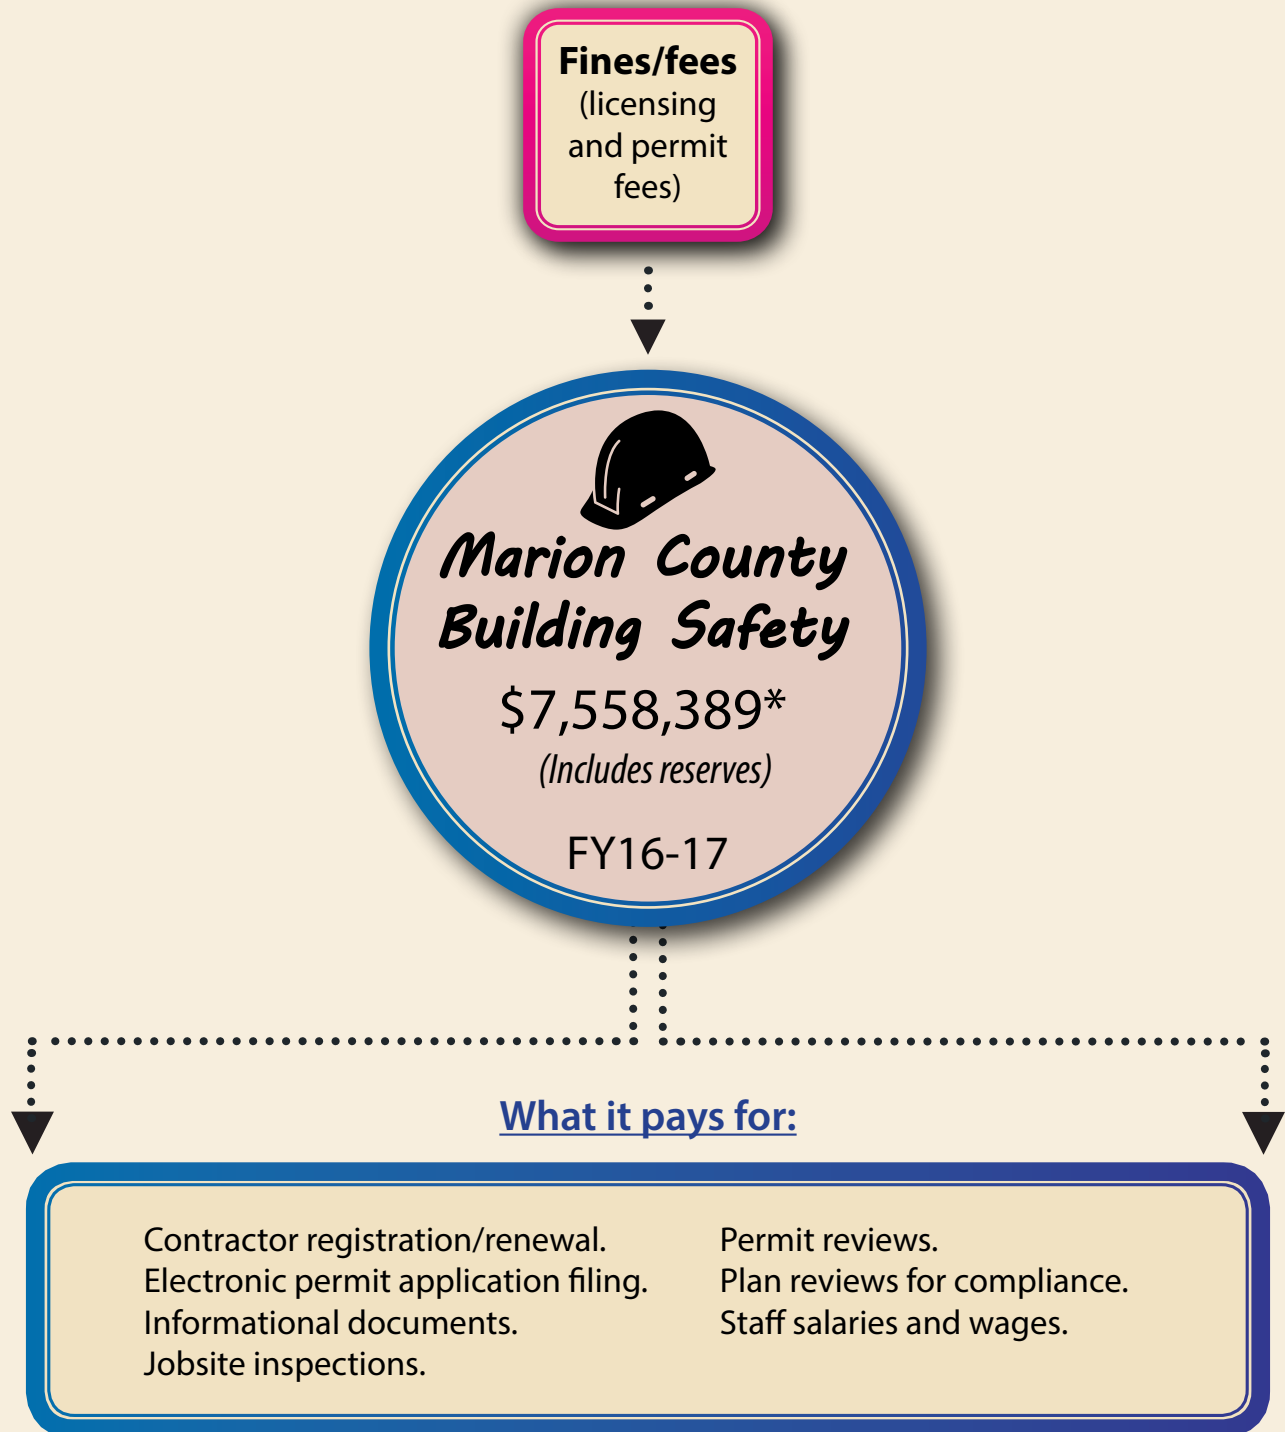 Fines/fees
(licensing
and permit
fees)
Marion County
Building Safety
$7,558,389*
(Includes reserves)
FY16-17
What it pays for:
Contractor registration/renewal.
Electronic permit application filing.
Informational documents.
Jobsite inspections.
Permit reviews.
Plan reviews for compliance.
Staff salaries and wages.